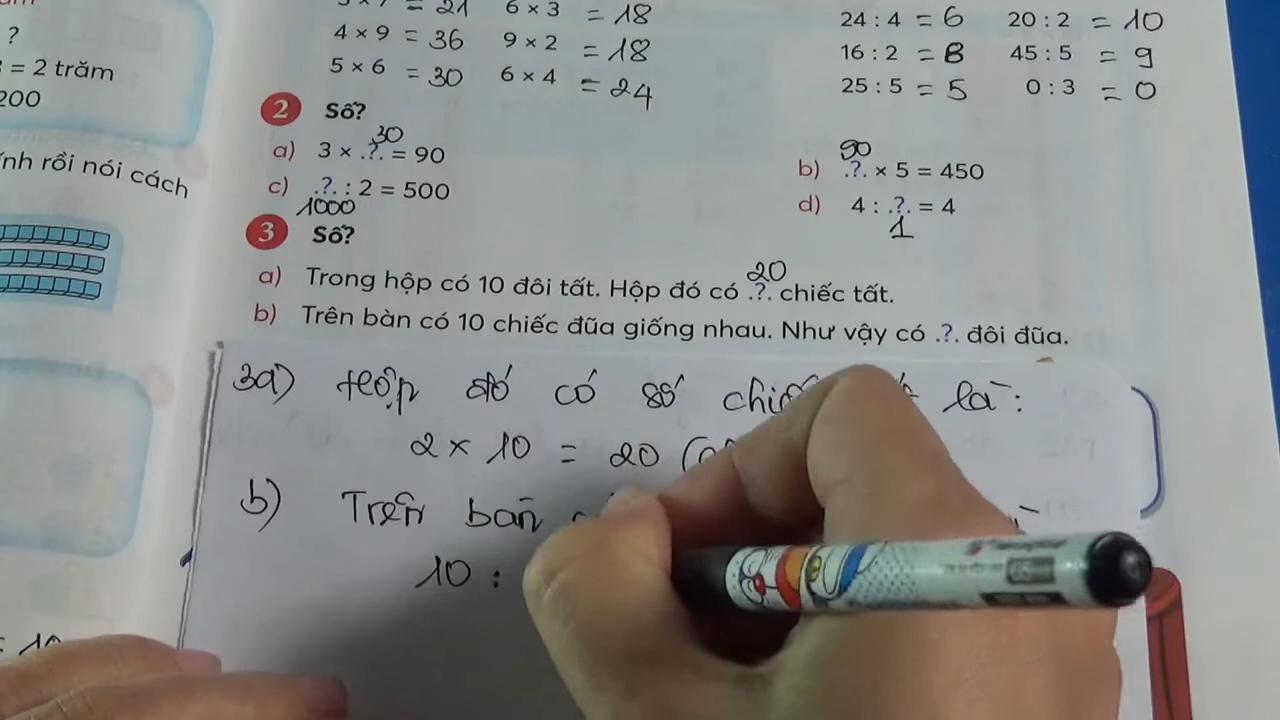 ?
= 2 trăm
200
ính rồi nói cách
= 21 6 × 3 = 18
4 × 9 = 36 9 × 2 = 18
5 × 6 = 30 6 × 4 = 24
24 : 4 = 6 20 : 2 = 10
16 : 2 = 8 45 : 5 = 9
25 : 5 = 5 0 : 3 = 0
2 Số?
30
a) 3 × .?. = 90
90
b) .?. × 5 = 450
c) .?. : 2 = 500
1000
d) 4 : .?. = 4
1
3 Số?
20
a) Trong hộp có 10 đôi tất. Hộp đó có .?. chiếc tất.
b) Trên bàn có 10 chiếc đũa giống nhau. Như vậy có .?. đôi đũa.
3a) Hộp đó có số là:
2 × 10 = 20
b) Trên bàn
10 :